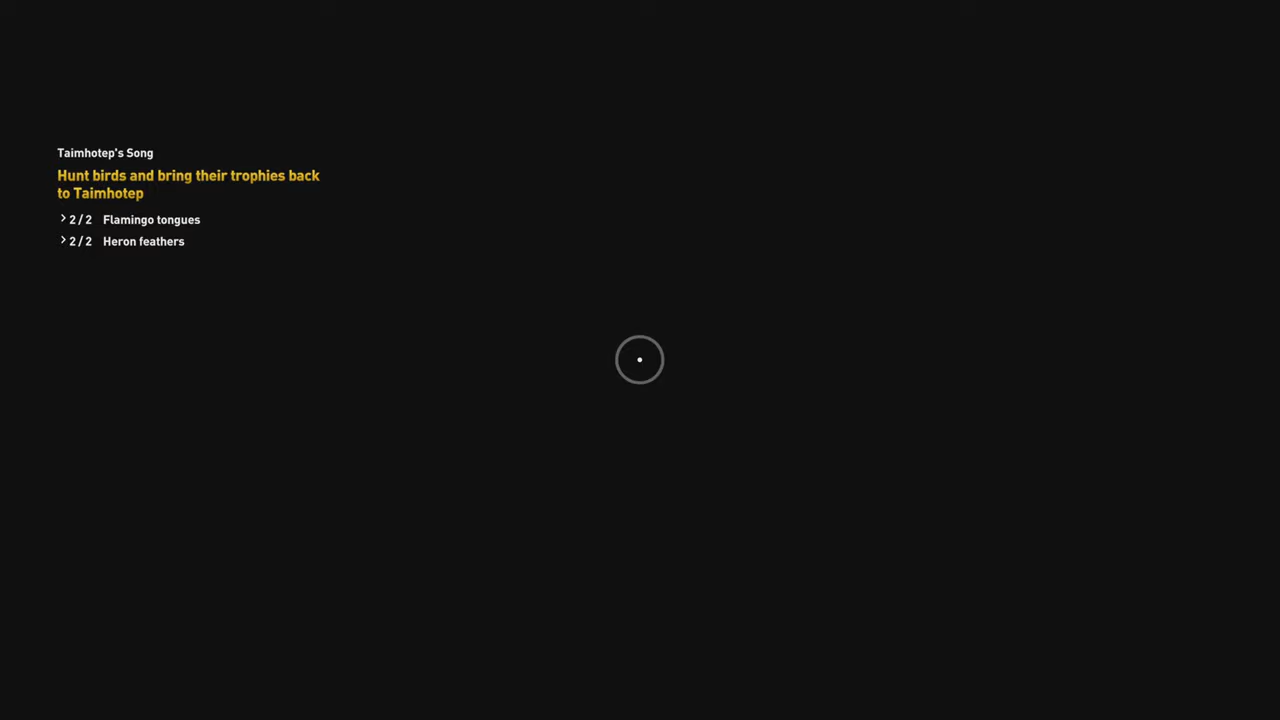 Taimhotep's Song
Hunt birds and bring their trophies back
to Taimhotep
2/2 Flamingo tongues
2/2 Heron feathers